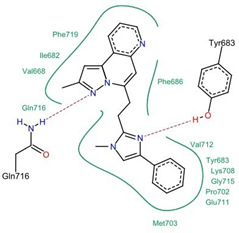 Phe719
Tyr683
Ile682
Val668
Phe686
Gln716
N
N
N
H
N
H
O
N
N
H
O
Gln716
Val712
Tyr683
Lys708
Gly715
Pro702
Glu711
Met703